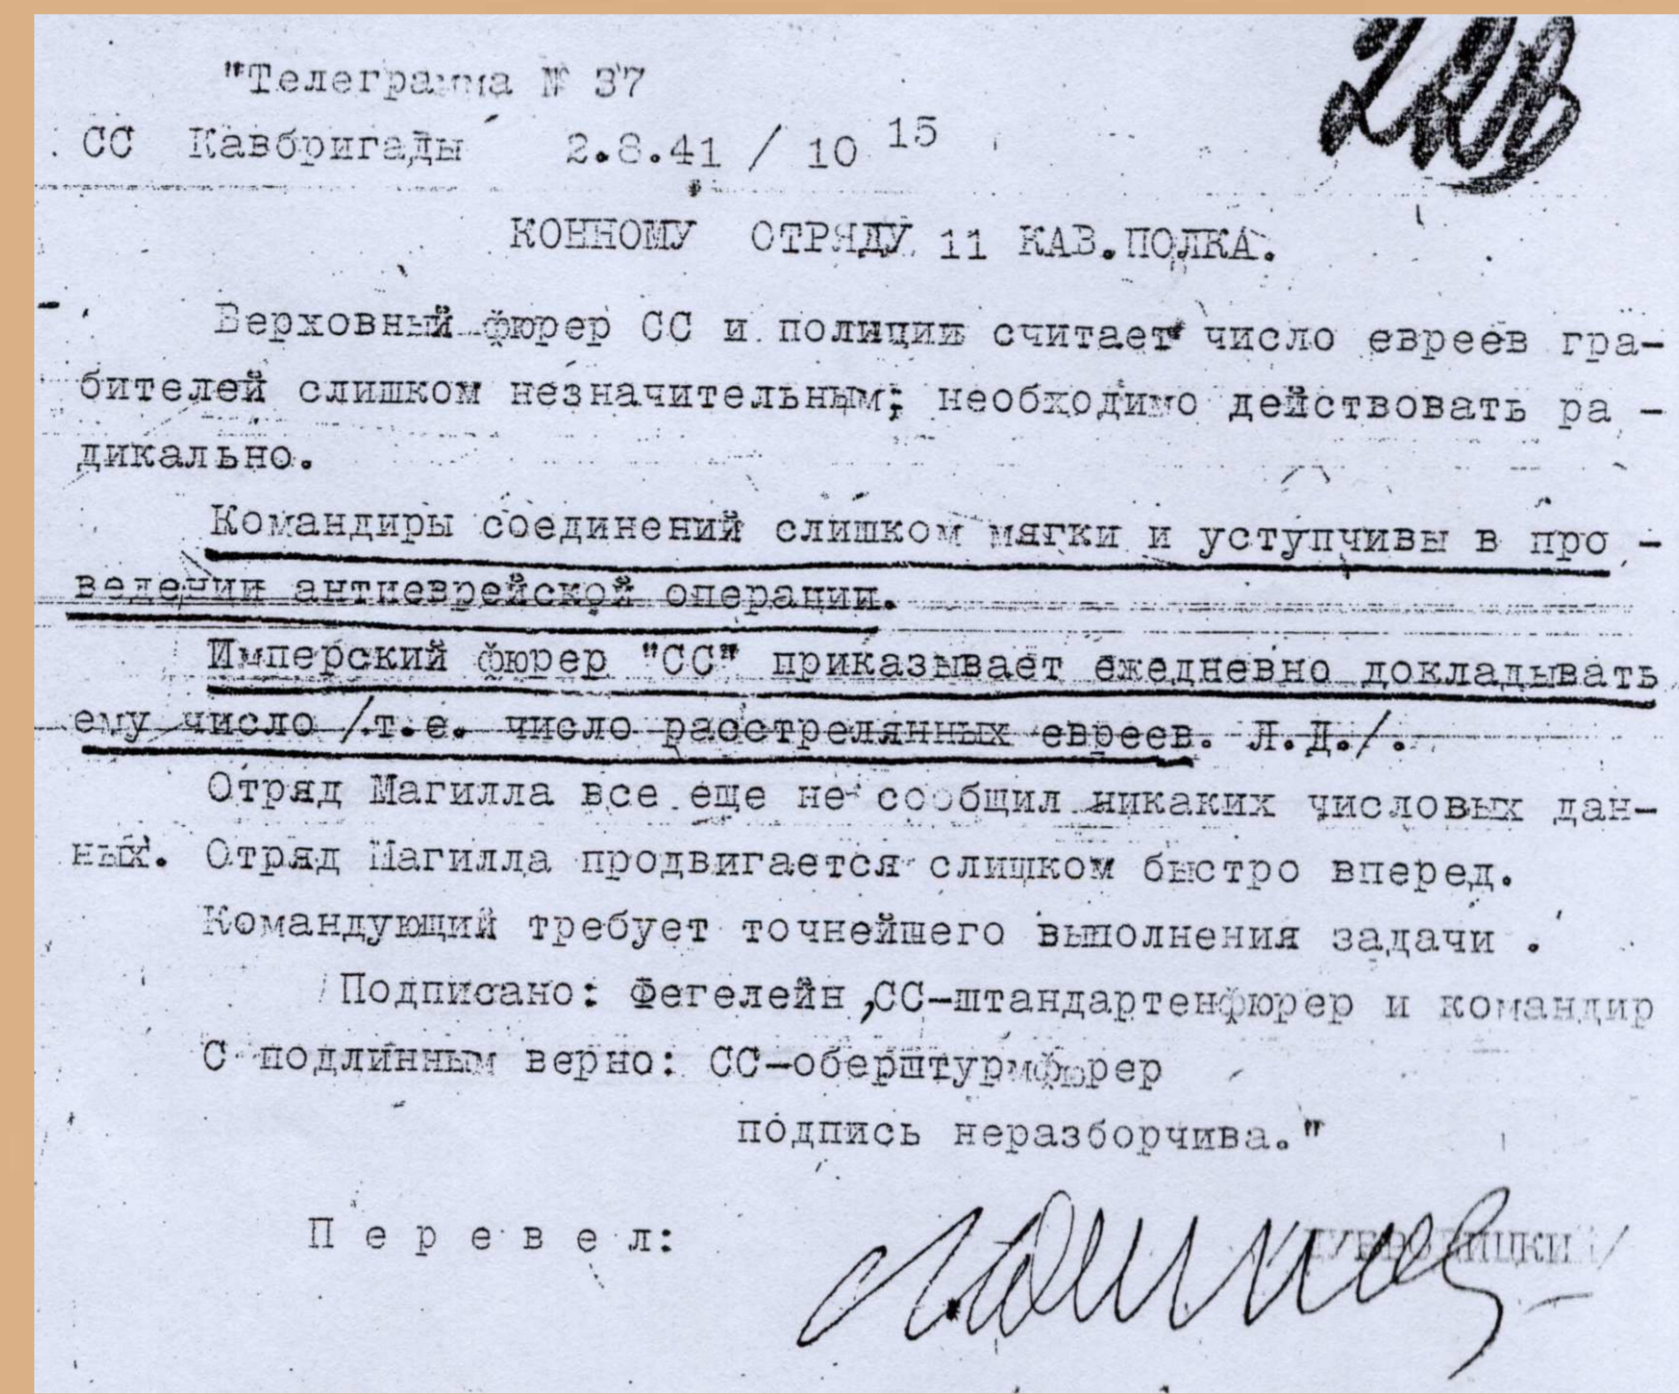 "Телеграмма № 37
СС Кавбригады 2.8.41 / 10 15
КОННОМУ ОТРЯДУ 11 КАВ.ПОЛКА.
Верховный фюрер СС и полиции считает число евреев гра-
бителей слишком незначительным; необходимо действовать ра -
дикально.
Командиры соединений слишком мягки и уступчивы в про -
ведении антиеврейской операции.
Имперский фюрер "СС" приказывает ежедневно докладывать
ему число /т.е. число расстрелянных евреев. Л.Д./.
Отряд Магилла все еще не сообщил никаких числовых дан-
ных. Отряд Магилла продвигается слишком быстро вперед.
Командующий требует точнейшего выполнения задачи .
Подписано: Фегелейн ,СС-штандартенфюрер и командир
С подлинным верно: СС-оберштурмфюрер
подпись неразборчива."
П е р е в е л: